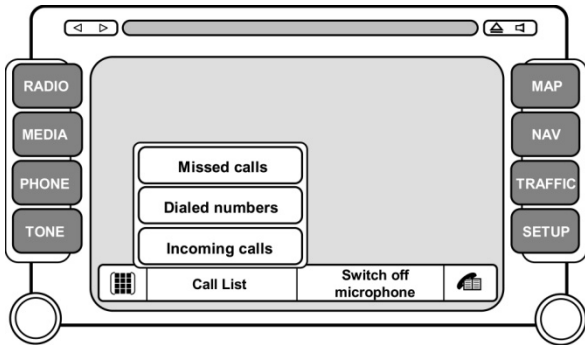 RADIO
MEDIA
PHONE
TONE
MAP
NAV
TRAFFIC
SETUP
Missed calls
Dialed numbers
Incoming calls
Call List
Switch off
microphone